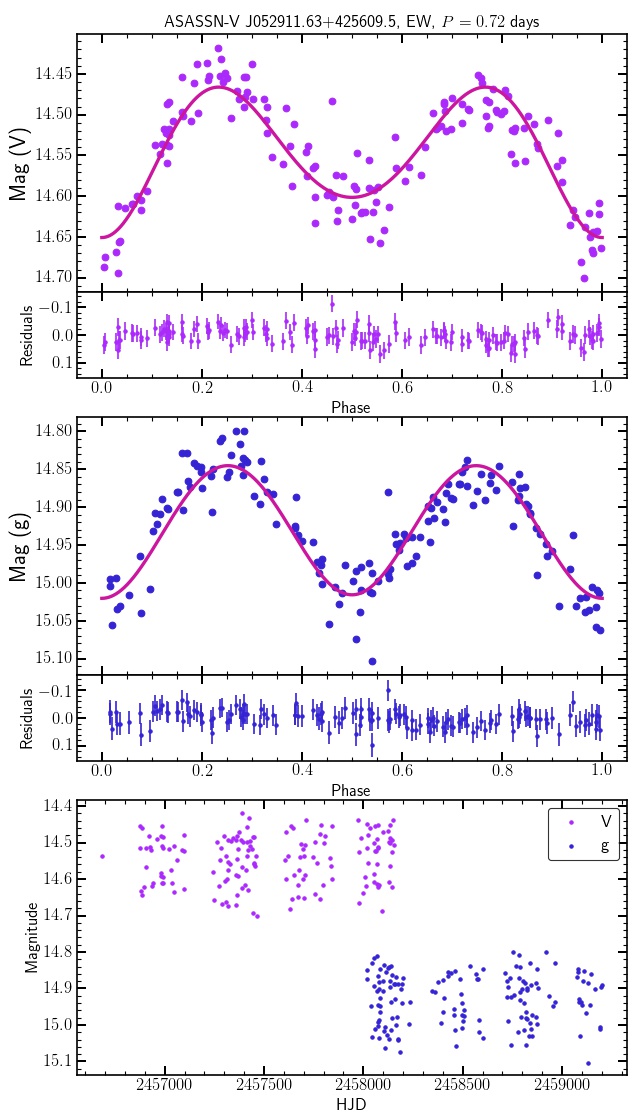 ASASSN-V J052911.63+425609.5, EW, P = 0.72 days
Mag (V)
14.45
14.50
14.55
14.60
14.65
14.70
Residuals
−0.1
0.0
0.1
0.0 0.2 0.4 0.6 0.8 1.0
Phase
Mag (g)
14.80
14.85
14.90
14.95
15.00
15.05
15.10
Residuals
−0.1
0.0
0.1
0.0 0.2 0.4 0.6 0.8 1.0
Phase
Magnitude
14.4
14.5
14.6
14.7
14.8
14.9
15.0
15.1
V
g
2457000 2457500 2458000 2458500 2459000
HJD